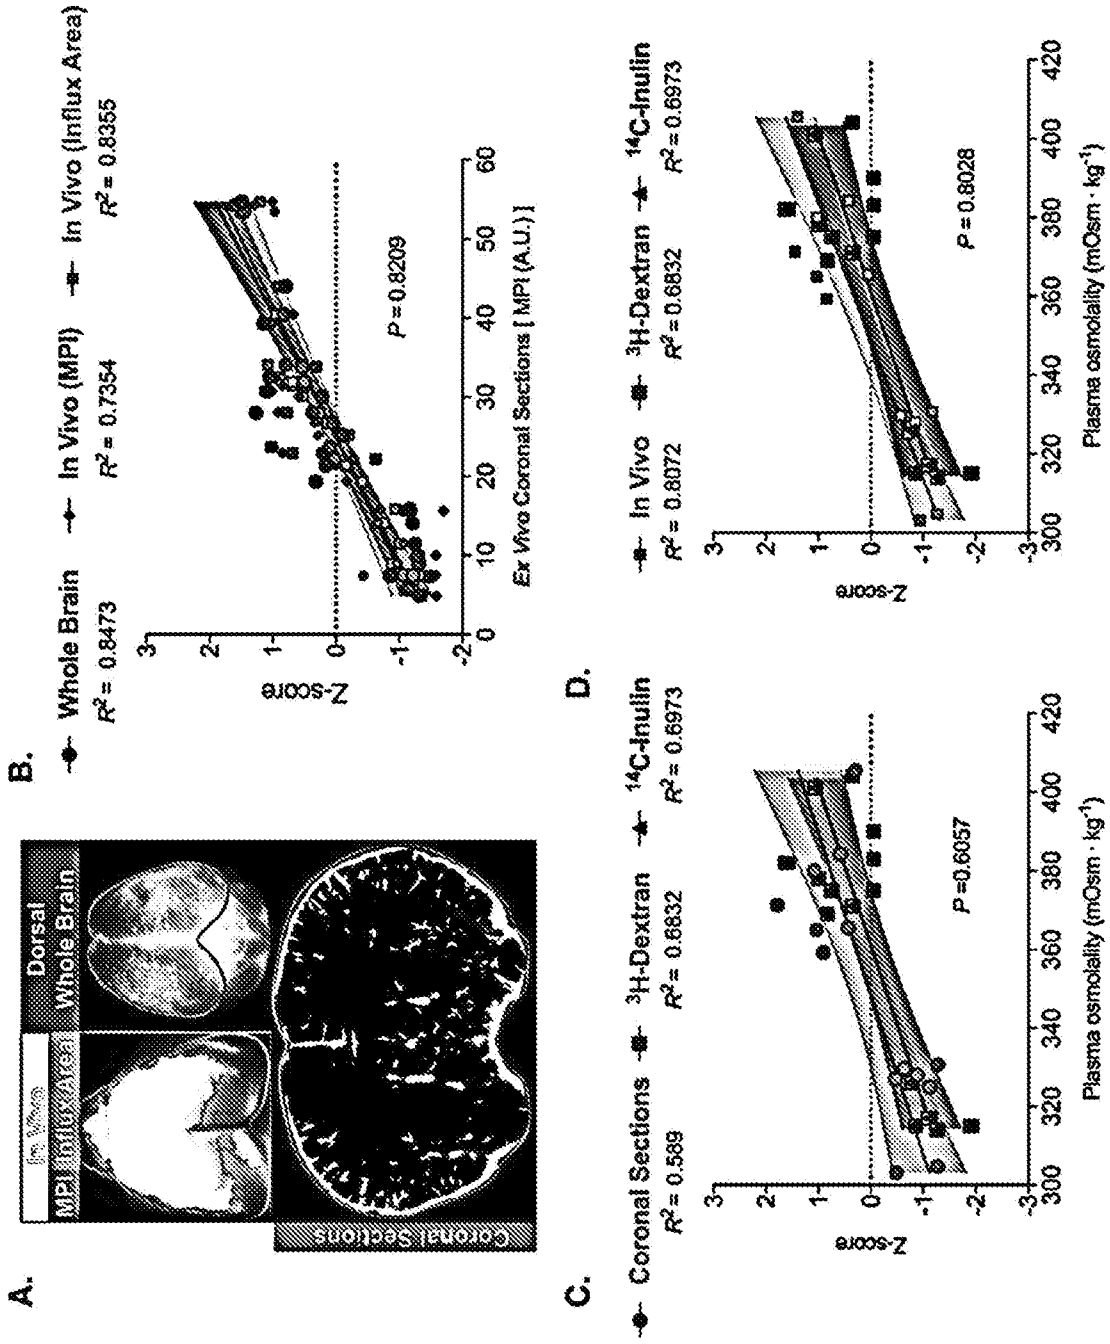 A.
In Vivo
Dorsal
MPI
Influx Area
Whole Brain
Coronal Sections
B.
Whole Brain
In Vivo (MPI)
In Vivo (Influx Area)
R² = 0.8473
R² = 0.7354
R² = 0.8355
Z-score
3
2
1
0
-1
-2
P = 0.8209
0
10
20
30
40
50
60
Ex Vivo Coronal Sections [ MPI (A.U.) ]
C.
Coronal Sections
³H-Dextran
¹⁴C-Inulin
R² = 0.589
R² = 0.6832
R² = 0.6973
Z-score
3
2
1
0
-1
-2
-3
P =0.6057
300
320
340
360
380
400
420
Plasma osmolality (mOsm · kg⁻¹)
D.
In Vivo
³H-Dextran
¹⁴C-Inulin
R² = 0.8072
R² = 0.6832
R² = 0.6973
Z-score
3
2
1
0
-1
-2
-3
P = 0.8028
300
320
340
360
380
400
420
Plasma osmolality (mOsm · kg⁻¹)